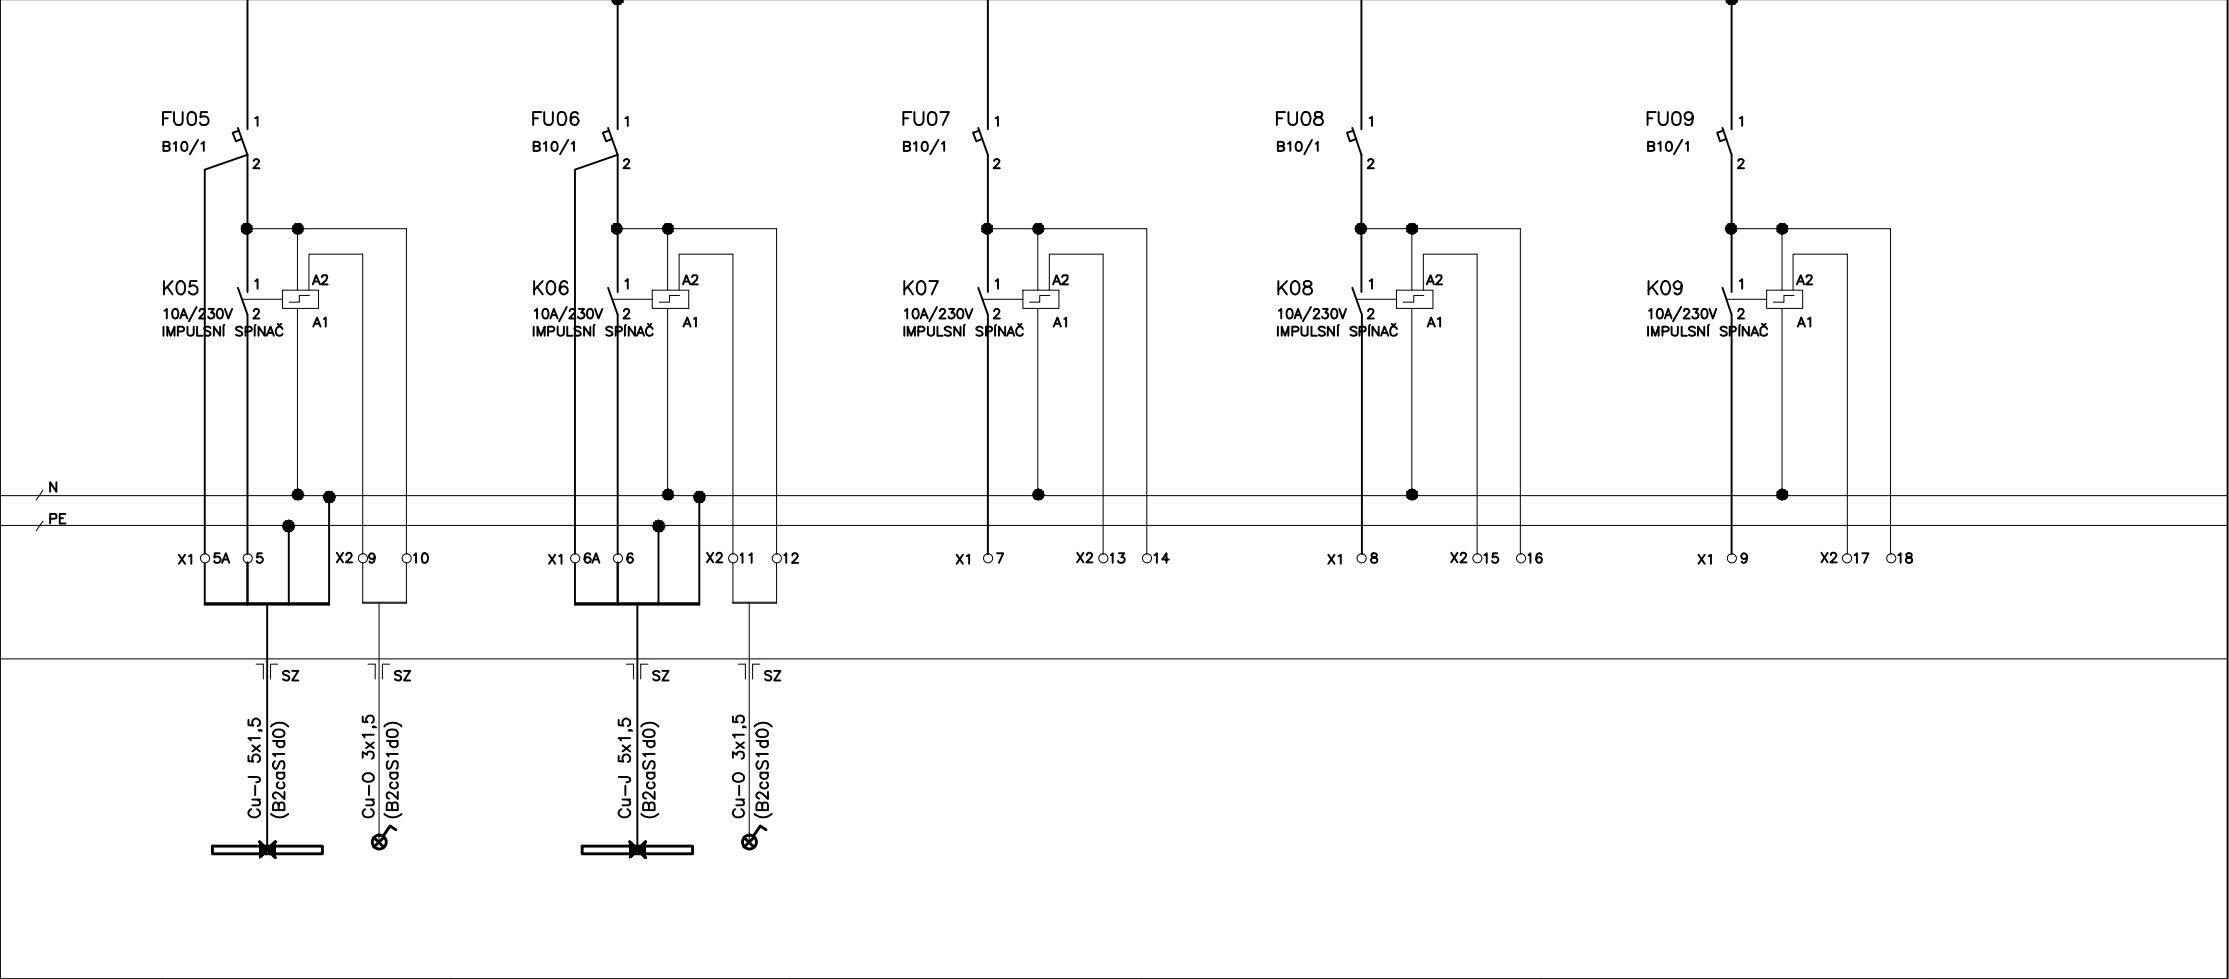 FU05
B10/1
1
2
FU06
B10/1
1
2
FU07
B10/1
1
2
FU08
B10/1
1
2
FU09
B10/1
1
2
K05
10A/230V
IMPULSNÍ SPÍNAČ
1
2
A2
A1
K06
10A/230V
IMPULSNÍ SPÍNAČ
1
2
A2
A1
K07
10A/230V
IMPULSNÍ SPÍNAČ
1
2
A2
A1
K08
10A/230V
IMPULSNÍ SPÍNAČ
1
2
A2
A1
K09
10A/230V
IMPULSNÍ SPÍNAČ
1
2
A2
A1
N
PE
X1 5A 5 X2 9 10
X1 6A 6 X2 11 12
X1 7 X2 13 14
X1 8 X2 15 16
X1 9 X2 17 18
SZ
SZ
SZ
SZ
Cu-J 5x1,5
(B2caS1d0)
Cu-O 3x1,5
(B2caS1d0)
Cu-J 5x1,5
(B2caS1d0)
Cu-O 3x1,5
(B2caS1d0)